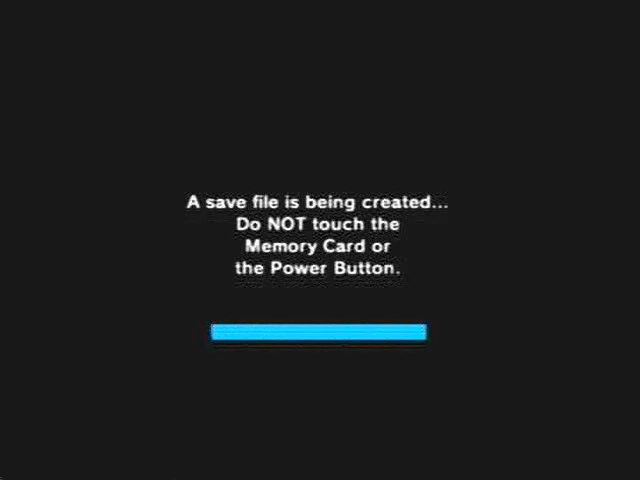 A save file is being created...
Do NOT touch the
Memory Card or
the Power Button.